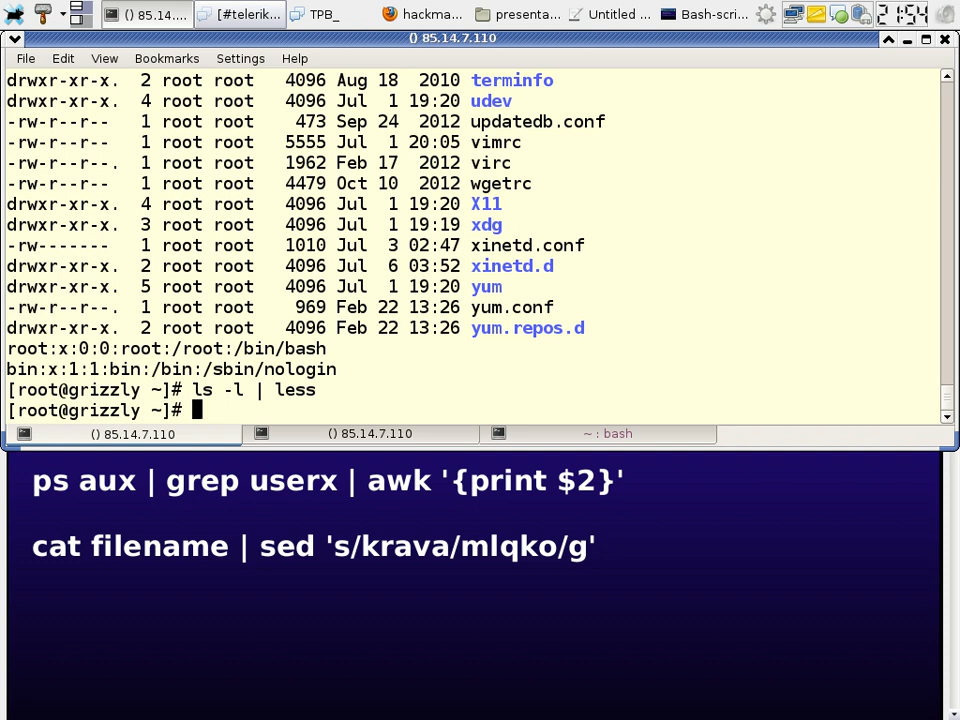 () 85.14....
[#telerik...
TPB_
hackma...
presenta...
Untitled ...
Bash-scri...
21:54
() 85.14.7.110
File Edit View Bookmarks Settings Help
drwxr-xr-x. 2 root root 4096 Aug 18 2010 terminfo
drwxr-xr-x. 4 root root 4096 Jul 1 19:20 udev
-rw-r--r-- 1 root root 473 Sep 24 2012 updatedb.conf
-rw-r--r-- 1 root root 5555 Jul 1 20:05 vimrc
-rw-r--r--. 1 root root 1962 Feb 17 2012 virc
-rw-r--r-- 1 root root 4479 Oct 10 2012 wgetrc
drwxr-xr-x. 4 root root 4096 Jul 1 19:20 X11
drwxr-xr-x. 3 root root 4096 Jul 1 19:19 xdg
-rw------- 1 root root 1010 Jul 3 02:47 xinetd.conf
drwxr-xr-x. 2 root root 4096 Jul 6 03:52 xinetd.d
drwxr-xr-x. 5 root root 4096 Jul 1 19:20 yum
-rw-r--r--. 1 root root 969 Feb 22 13:26 yum.conf
drwxr-xr-x. 2 root root 4096 Feb 22 13:26 yum.repos.d
root:x:0:0:root:/root:/bin/bash
bin:x:1:1:bin:/bin:/sbin/nologin
[root@grizzly ~]# ls -l | less
[root@grizzly ~]#
() 85.14.7.110
() 85.14.7.110
~ : bash
ps aux | grep userx | awk '{print $2}'
cat filename | sed 's/krava/mlqko/g'